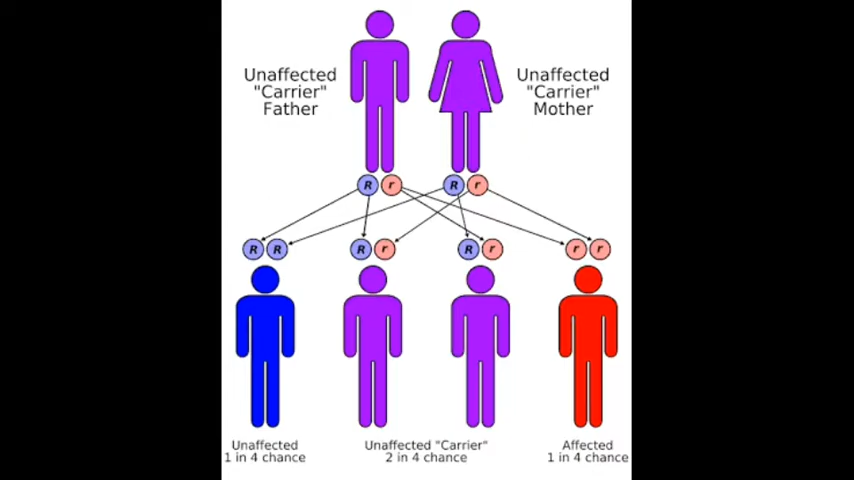 Unaffected
"Carrier"
Father
Unaffected
"Carrier"
Mother
R r R r
R R R r R r r r
Unaffected
1 in 4 chance
Unaffected "Carrier"
2 in 4 chance
Affected
1 in 4 chance